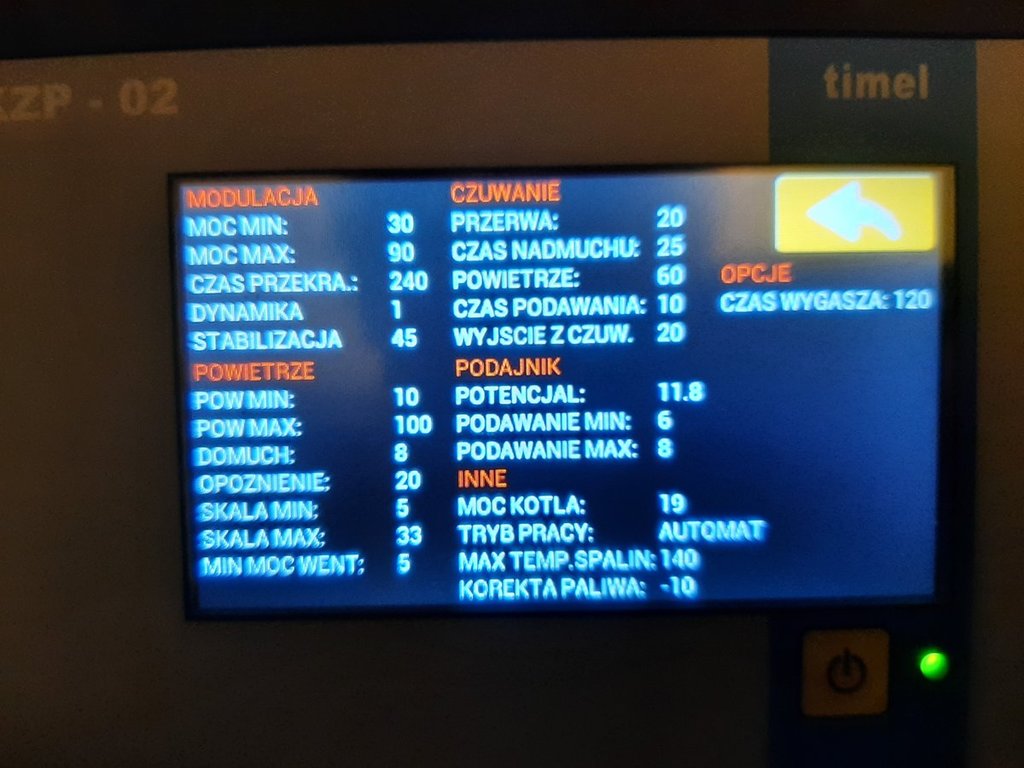 KZP - 02
timel
MODULACJA
MOC MIN: 30
MOC MAX: 90
CZAS PRZEKRA.: 240
DYNAMIKA 1
STABILIZACJA 45
POWIETRZE
POW MIN: 10
POW MAX: 100
DOMUCH: 8
OPOZNIENIE: 20
SKALA MIN: 5
SKALA MAX: 33
MIN MOC WENT: 5
CZUWANIE
PRZERWA: 20
CZAS NADMUCHU: 25
POWIETRZE: 60
CZAS PODAWANIA: 10
WYJSCIE Z CZUW. 20
PODAJNIK
POTENCJAL: 11.8
PODAWANIE MIN: 6
PODAWANIE MAX: 8
INNE
MOC KOTLA: 19
TRYB PRACY: AUTOMAT
MAX TEMP.SPALIN: 140
KOREKTA PALIWA: -10
OPCJE
CZAS WYGASZA: 120